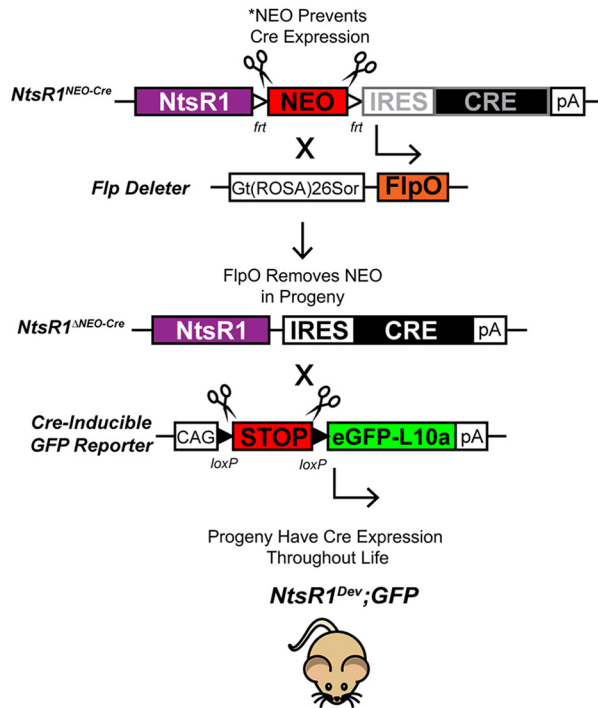 *NEO Prevents
Cre Expression
NtsR1NEO-Cre NtsR1 NEO IRES CRE pA
frt frt
X
Flp Deleter Gt(ROSA)26Sor FlpO
FlpO Removes NEO
in Progeny
NtsR1ΔNEO-Cre NtsR1 IRES CRE pA
X
Cre-Inducible
GFP Reporter CAG STOP eGFP-L10a pA
loxP loxP
Progeny Have Cre Expression
Throughout Life
NtsR1Dev;GFP